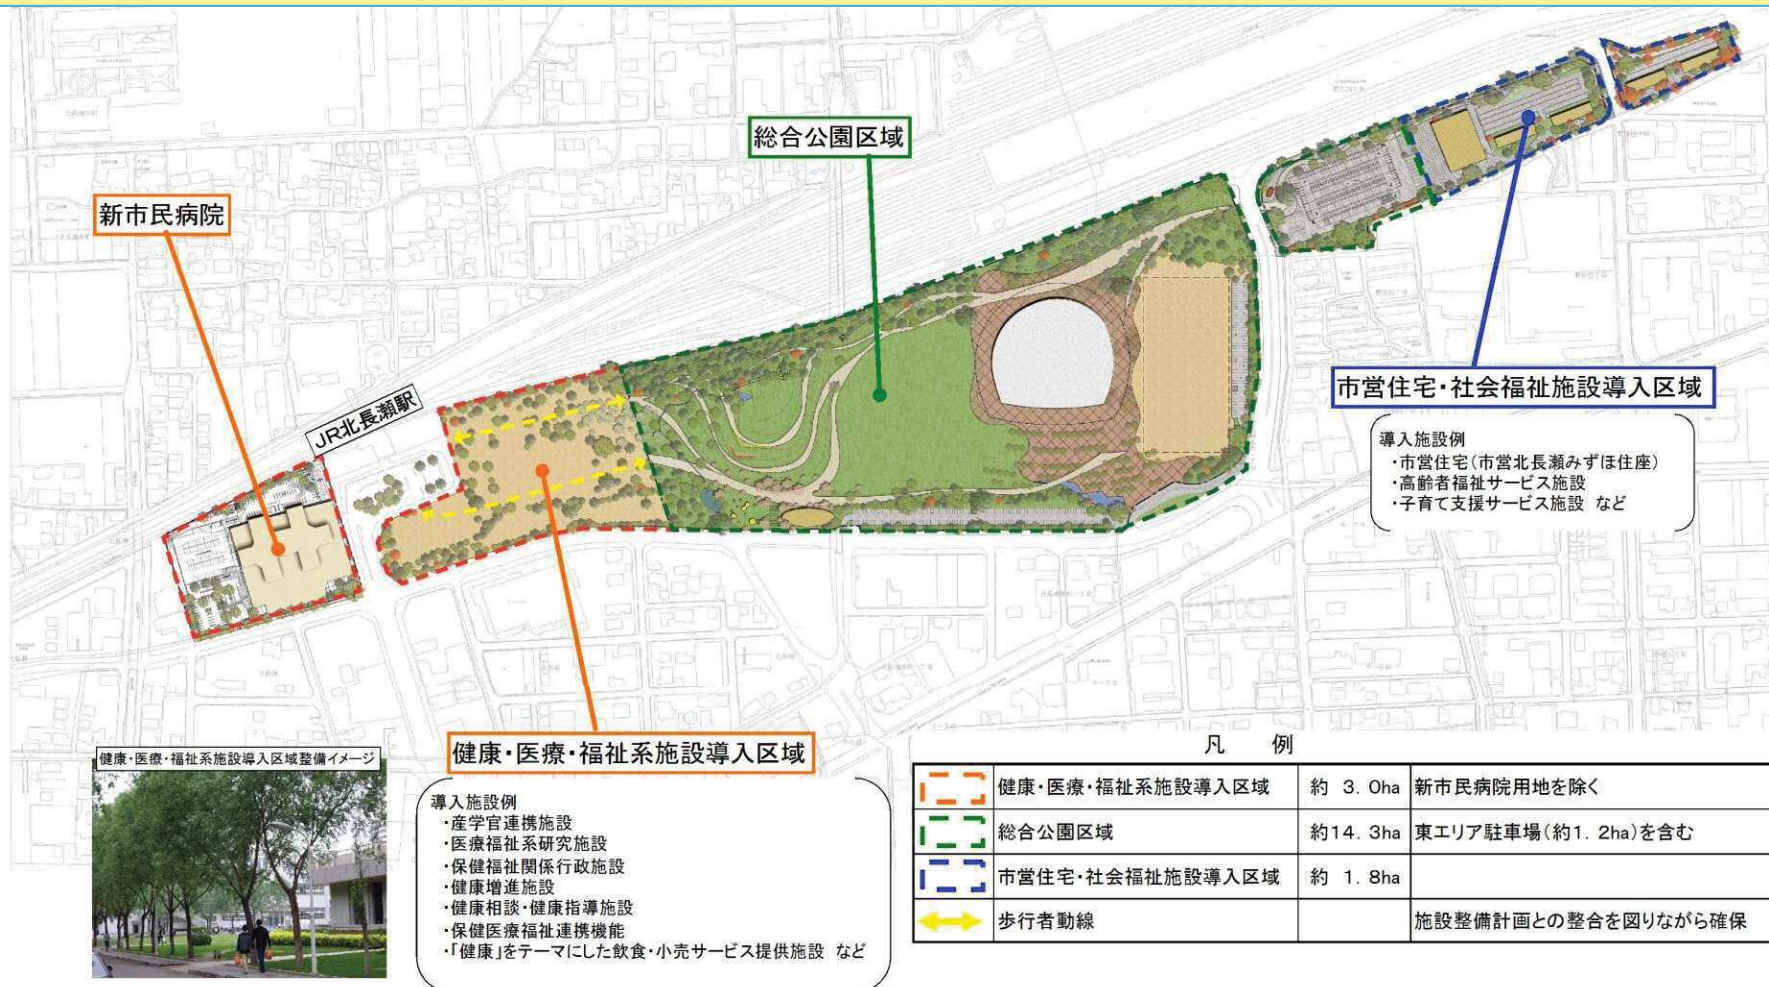 総合公園区域
新市民病院
JR北長瀬駅
市営住宅・社会福祉施設導入区域
導入施設例
・市営住宅(市営北長瀬みずほ住座)
・高齢者福祉サービス施設
・子育て支援サービス施設 など
健康・医療・福祉系施設導入区域整備イメージ
健康・医療・福祉系施設導入区域
導入施設例
・産学官連携施設
・医療福祉系研究施設
・保健福祉関係行政施設
・健康増進施設
・健康相談・健康指導施設
・保健医療福祉連携機能
・「健康」をテーマにした飲食・小売サービス提供施設 など
凡 例
健康・医療・福祉系施設導入区域 約 3.0ha 新市民病院用地を除く
総合公園区域 約14.3ha 東エリア駐車場(約1.2ha)を含む
市営住宅・社会福祉施設導入区域 約 1.8ha
歩行者動線 施設整備計画との整合を図りながら確保